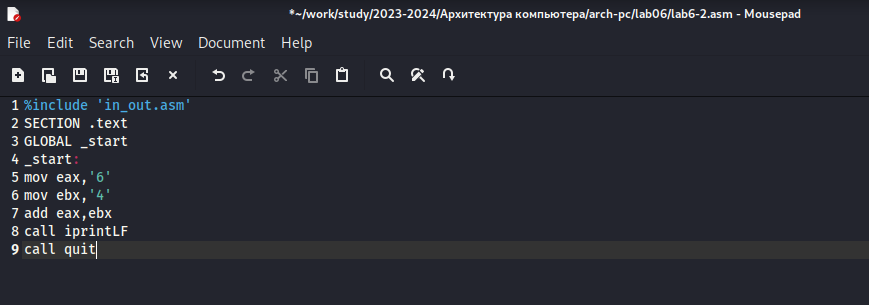 *~/work/study/2023-2024/Архитектура компьютера/arch-pc/lab06/lab6-2.asm - Mousepad
File Edit Search View Document Help
1 %include 'in_out.asm'
2 SECTION .text
3 GLOBAL _start
4 _start:
5 mov eax,'6'
6 mov ebx,'4'
7 add eax,ebx
8 call iprintLF
9 call quit